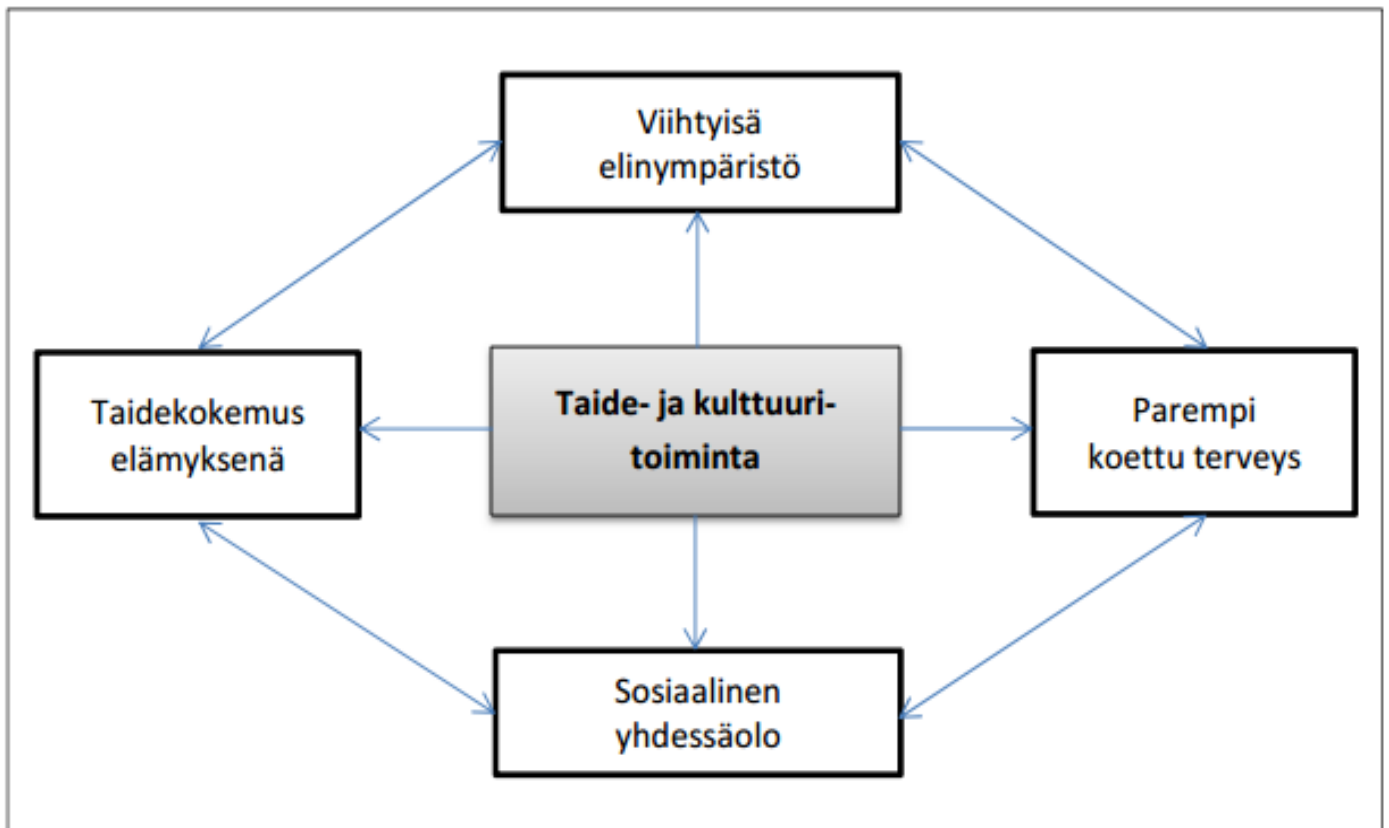 Viihtyisä
elinympäristö
Taidekokemus
elämyksenä
Taide- ja kulttuuri-
toiminta
Parempi
koettu terveys
Sosiaalinen
yhdessäolo